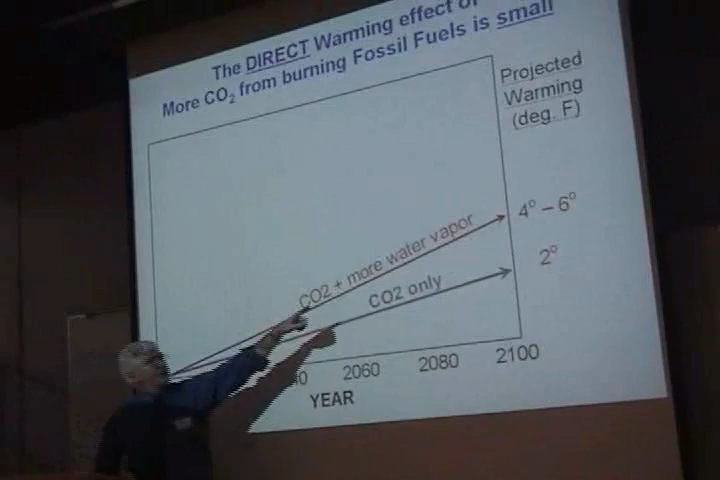 The DIRECT Warming effect of
More CO₂ from burning Fossil Fuels is small
Projected
Warming
(deg. F)
4° – 6°
CO2 + more water vapor
2°
CO2 only
2060
2080
2100
YEAR